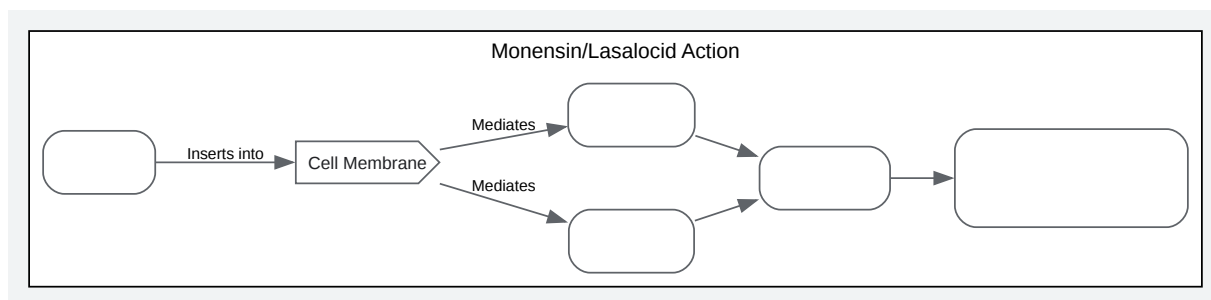 Monensin/Lasalocid Action
Inserts into
Cell Membrane
Mediates
Mediates